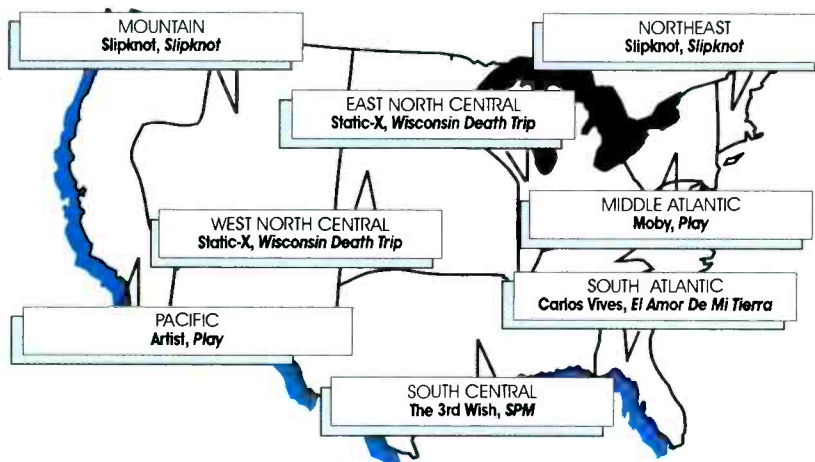 MOUNTAIN
Slipknot, Slipknot
NORTHEAST
Slipknot, Slipknot
EAST NORTH CENTRAL
Static-X, Wisconsin Death Trip
WEST NORTH CENTRAL
Static-X, Wisconsin Death Trip
MIDDLE ATLANTIC
Moby, Play
SOUTH ATLANTIC
Carlos Vives, El Amor De Mi Tierra
PACIFIC
Artist, Play
SOUTH CENTRAL
The 3rd Wish, SPM